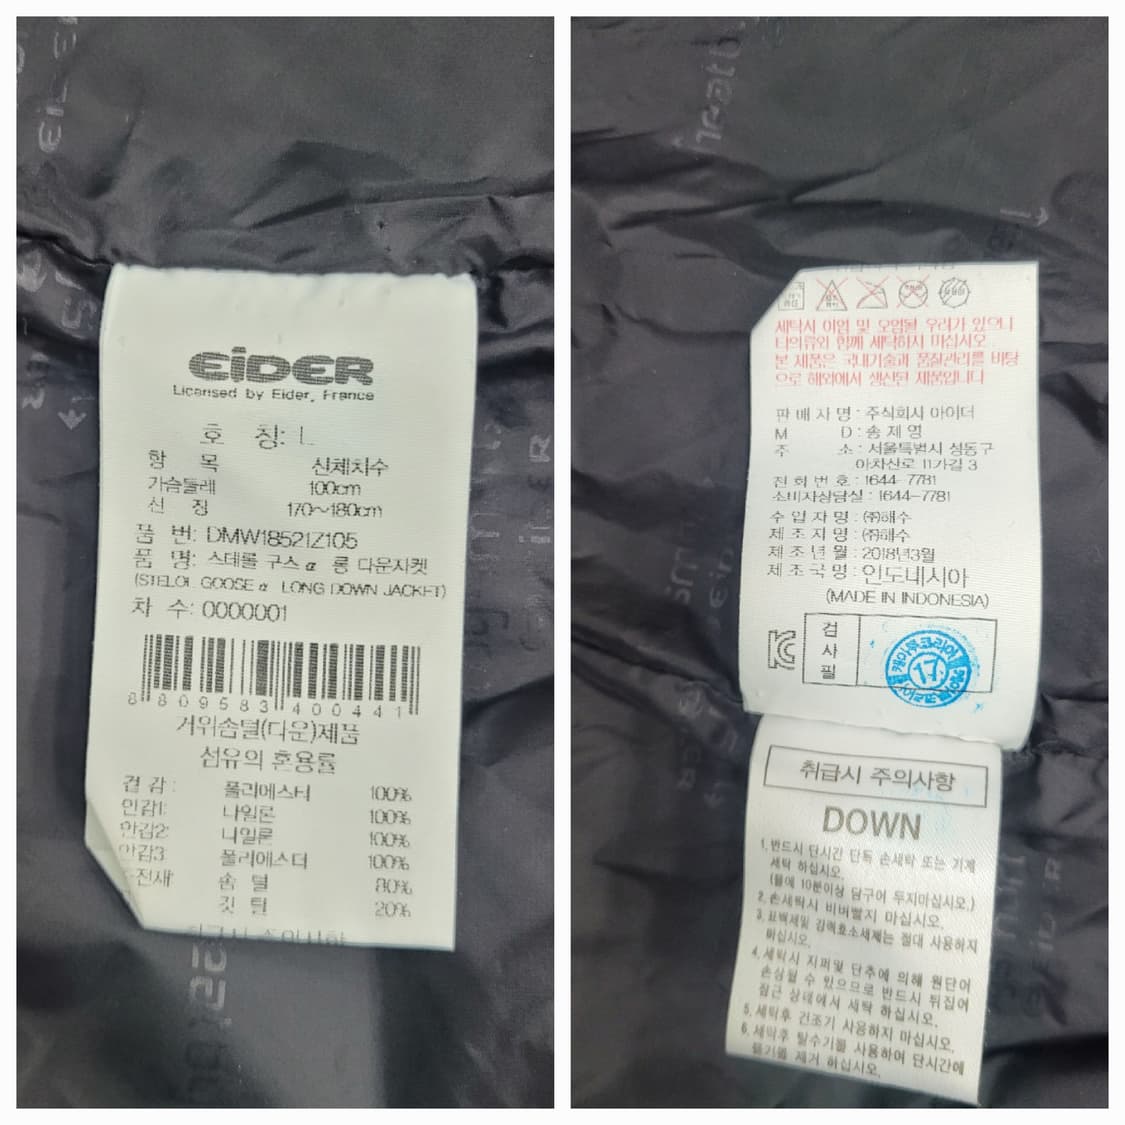 EiDER
Licensed by Eider, France
호 칭: L
항 목 신체치수
가슴둘레 100cm
신 장 170~180cm
품 번: DMW18521Z105
품 명: 스테롤 구스α 롱 다운자켓
(STELOL GOOSE α LONG DOWN JACKET)
차 수: 0000001
8 809583 400441
거위솜털(다운)제품
섬유의 혼용률
겉감: 폴리에스터 100%
안감1: 나일론 100%
안감2: 나일론 100%
안감3: 폴리에스터 100%
충전재 솜 털 80%
깃 털 20%
세탁시 이염 및 오염될 우려가 있으니
타의류와 함께 세탁하지 마십시오
본 제품은 국내기술과 품질관리를 바탕
으로 해외에서 생산된 제품입니다
판 매 자 명 : 주식회사 아이더
M D : 송 제 영
주 소 : 서울특별시 성동구
아차산로 11가길 3
전 화 번 호 : 1644-7781
소비자상담실 : 1644-7781
수 입 자 명 : ㈜해수
제 조 자 명 : ㈜해수
제 조 년 월 : 2018년3월
제 조 국 명 : 인도네시아
(MADE IN INDONESIA)
검
사
필
17
취급시 주의사항
DOWN
1. 반드시 단시간 단독 손세탁 또는 기계
세탁 하십시오.
(물에 10분이상 담구어 두지마십시오.)
2. 손세탁시 비벼빨지 마십시오.
3. 표백제및 강력효소세제는 절대 사용하지
마십시오.
4. 세탁시 지퍼및 단추에 의해 원단이
손상될 수 있으므로 반드시 뒤집어
잠근 상태에서 세탁 하십시오.
5. 세탁후 건조기 사용하지 마십시오.
6. 세탁후 탈수기를 사용하여 단시간에
물기를 제거 하십시오.